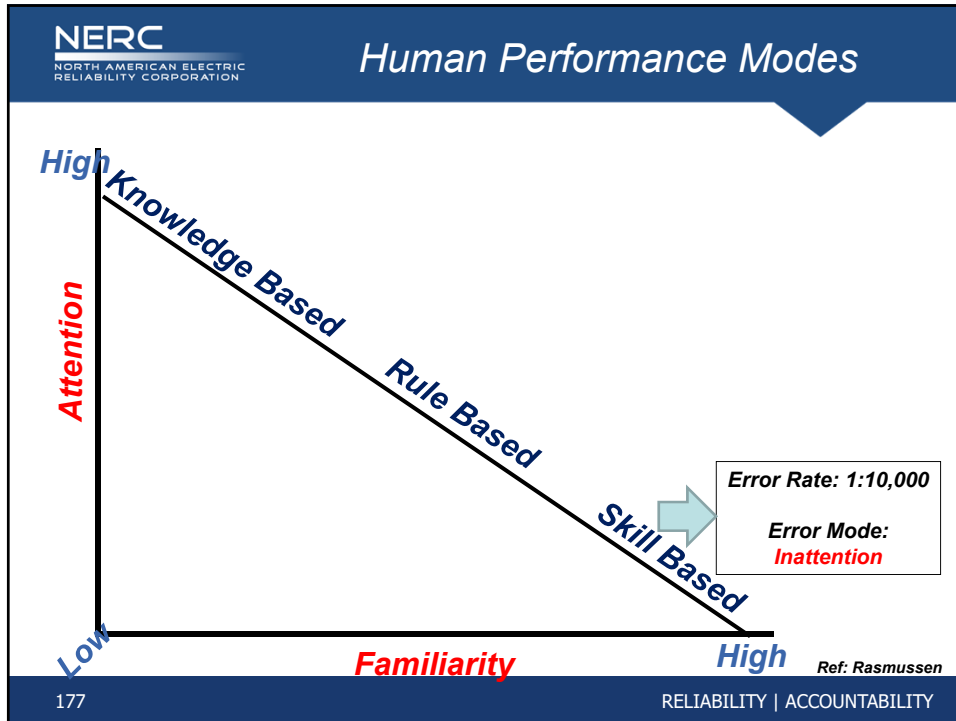 NERC
NORTH AMERICAN ELECTRIC
RELIABILITY CORPORATION
Human Performance Modes
High
Attention
Knowledge Based
Rule Based
Skill Based
Error Rate: 1:10,000
Error Mode:
Inattention
Low
Familiarity
High
Ref: Rasmussen
177
RELIABILITY | ACCOUNTABILITY